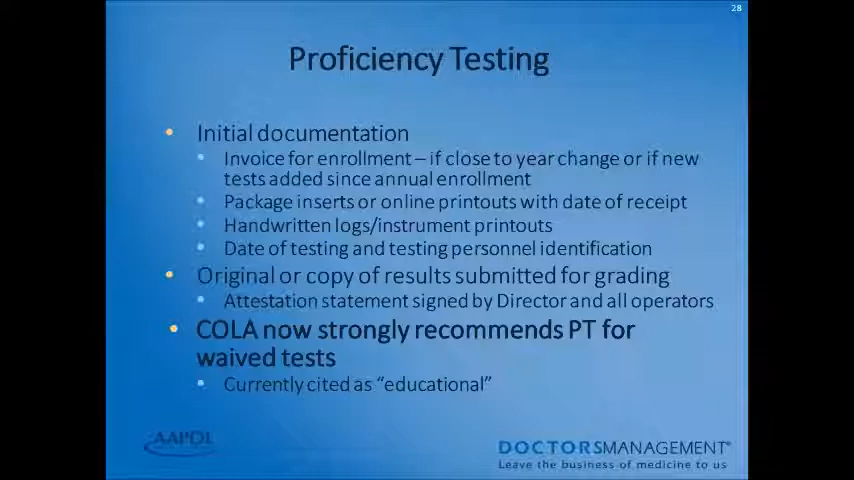 28
Proficiency Testing
• Initial documentation
• Invoice for enrollment – if close to year change or if new
tests added since annual enrollment
• Package inserts or online printouts with date of receipt
• Handwritten logs/instrument printouts
• Date of testing and testing personnel identification
• Original or copy of results submitted for grading
• Attestation statement signed by Director and all operators
• COLA now strongly recommends PT for
waived tests
• Currently cited as “educational”
AAPOL
DOCTORSMANAGEMENT®
Leave the business of medicine to us